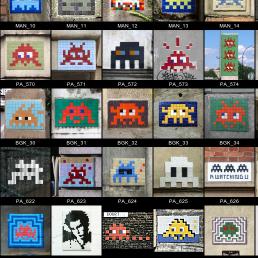 MAN_10 MAN_11 MAN_12 MAN_13 MAN_14
PA_570 PA_571 PA_572 PA_573 PA_574
BGK_30 BGK_31 BGK_32 BGK_33 BGK_34
A WATCHING U
PA_622 PA_623 PA_624 PA_625 PA_626